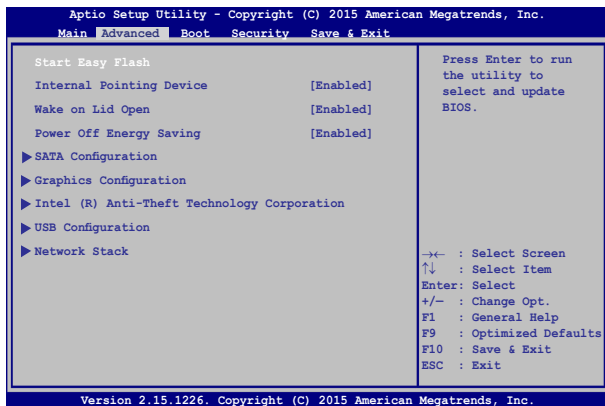 Aptio Setup Utility - Copyright (C) 2015 American Megatrends, Inc.
Main Advanced Boot Security Save & Exit
Start Easy Flash
Internal Pointing Device [Enabled]
Wake on Lid Open [Enabled]
Power Off Energy Saving [Enabled]
SATA Configuration
Graphics Configuration
Intel (R) Anti-Theft Technology Corporation
USB Configuration
Network Stack
Press Enter to run
the utility to
select and update
BIOS.
→← : Select Screen
↑↓ : Select Item
Enter: Select
+/— : Change Opt.
F1 : General Help
F9 : Optimized Defaults
F10 : Save & Exit
ESC : Exit
Version 2.15.1226. Copyright (C) 2015 American Megatrends, Inc.